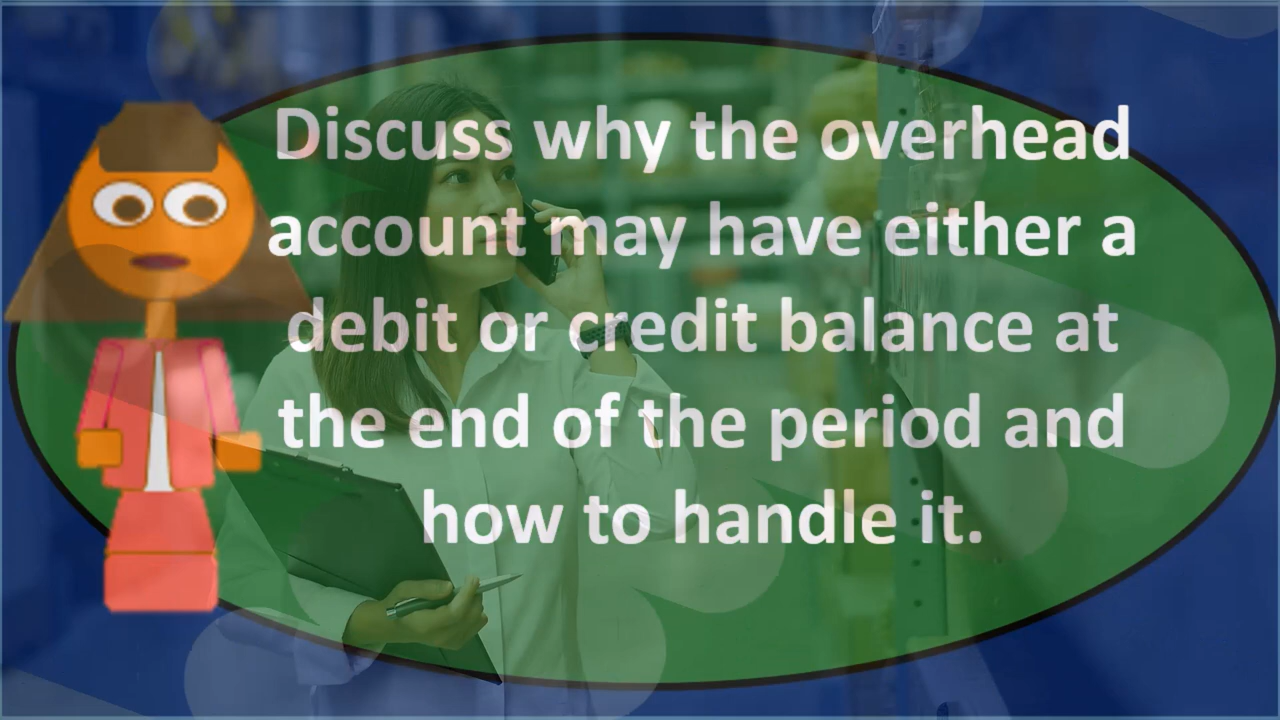 Discuss why the overhead
account may have either a
debit or credit balance at
the end of the period and
how to handle it.